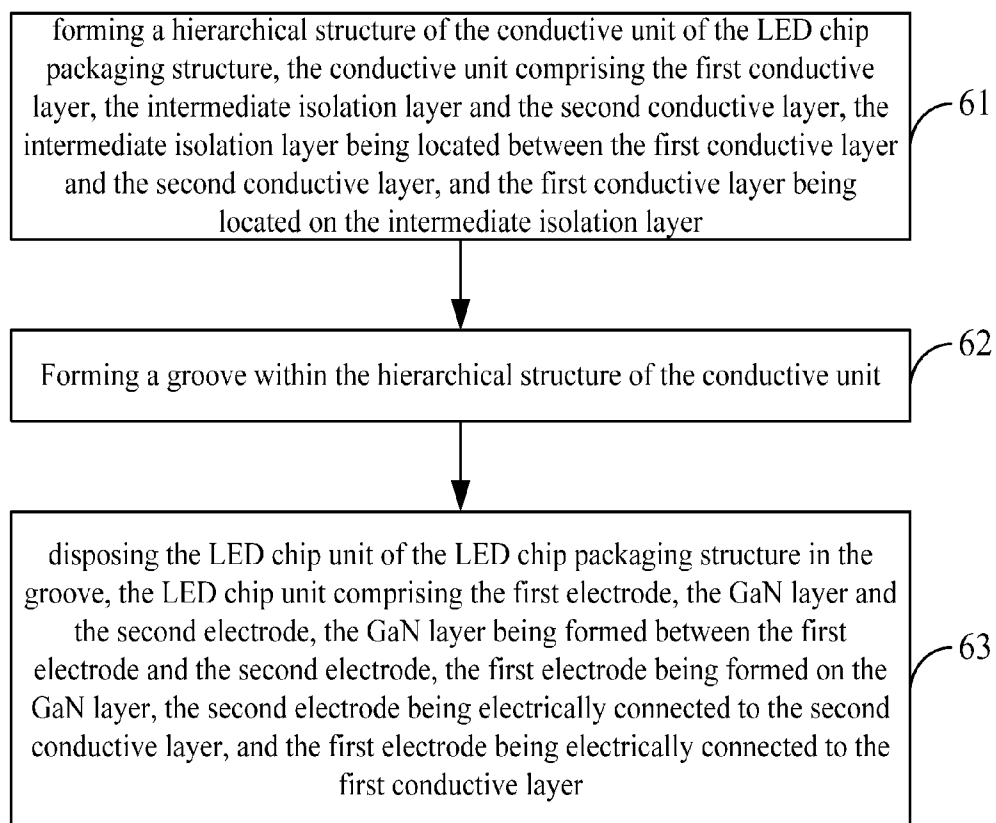 forming a hierarchical structure of the conductive unit of the LED chip
packaging structure, the conductive unit comprising the first conductive
layer, the intermediate isolation layer and the second conductive layer, the
intermediate isolation layer being located between the first conductive layer
and the second conductive layer, and the first conductive layer being
located on the intermediate isolation layer
61
Forming a groove within the hierarchical structure of the conductive unit
62
disposing the LED chip unit of the LED chip packaging structure in the
groove, the LED chip unit comprising the first electrode, the GaN layer and
the second electrode, the GaN layer being formed between the first
electrode and the second electrode, the first electrode being formed on the
GaN layer, the second electrode being electrically connected to the second
conductive layer, and the first electrode being electrically connected to the
first conductive layer
63